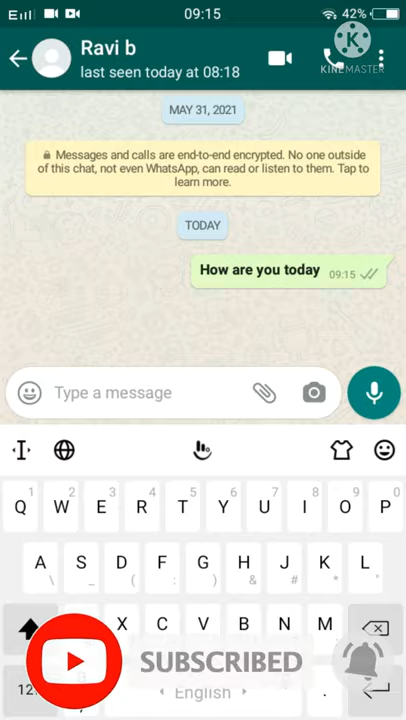 09:15
42%
Ravi b
last seen today at 08:18
KINEMASTER
MAY 31, 2021
Messages and calls are end-to-end encrypted. No one outside
of this chat, not even WhatsApp, can read or listen to them. Tap to
learn more.
TODAY
How are you today 09:15
Type a message
1 2 3 4 5 6 7 8 9 0
Q W E R T Y U I O P
A S D F G H J K L
\ _ ( : ) & # * "
X C V B N M
SUBSCRIBED
12
English